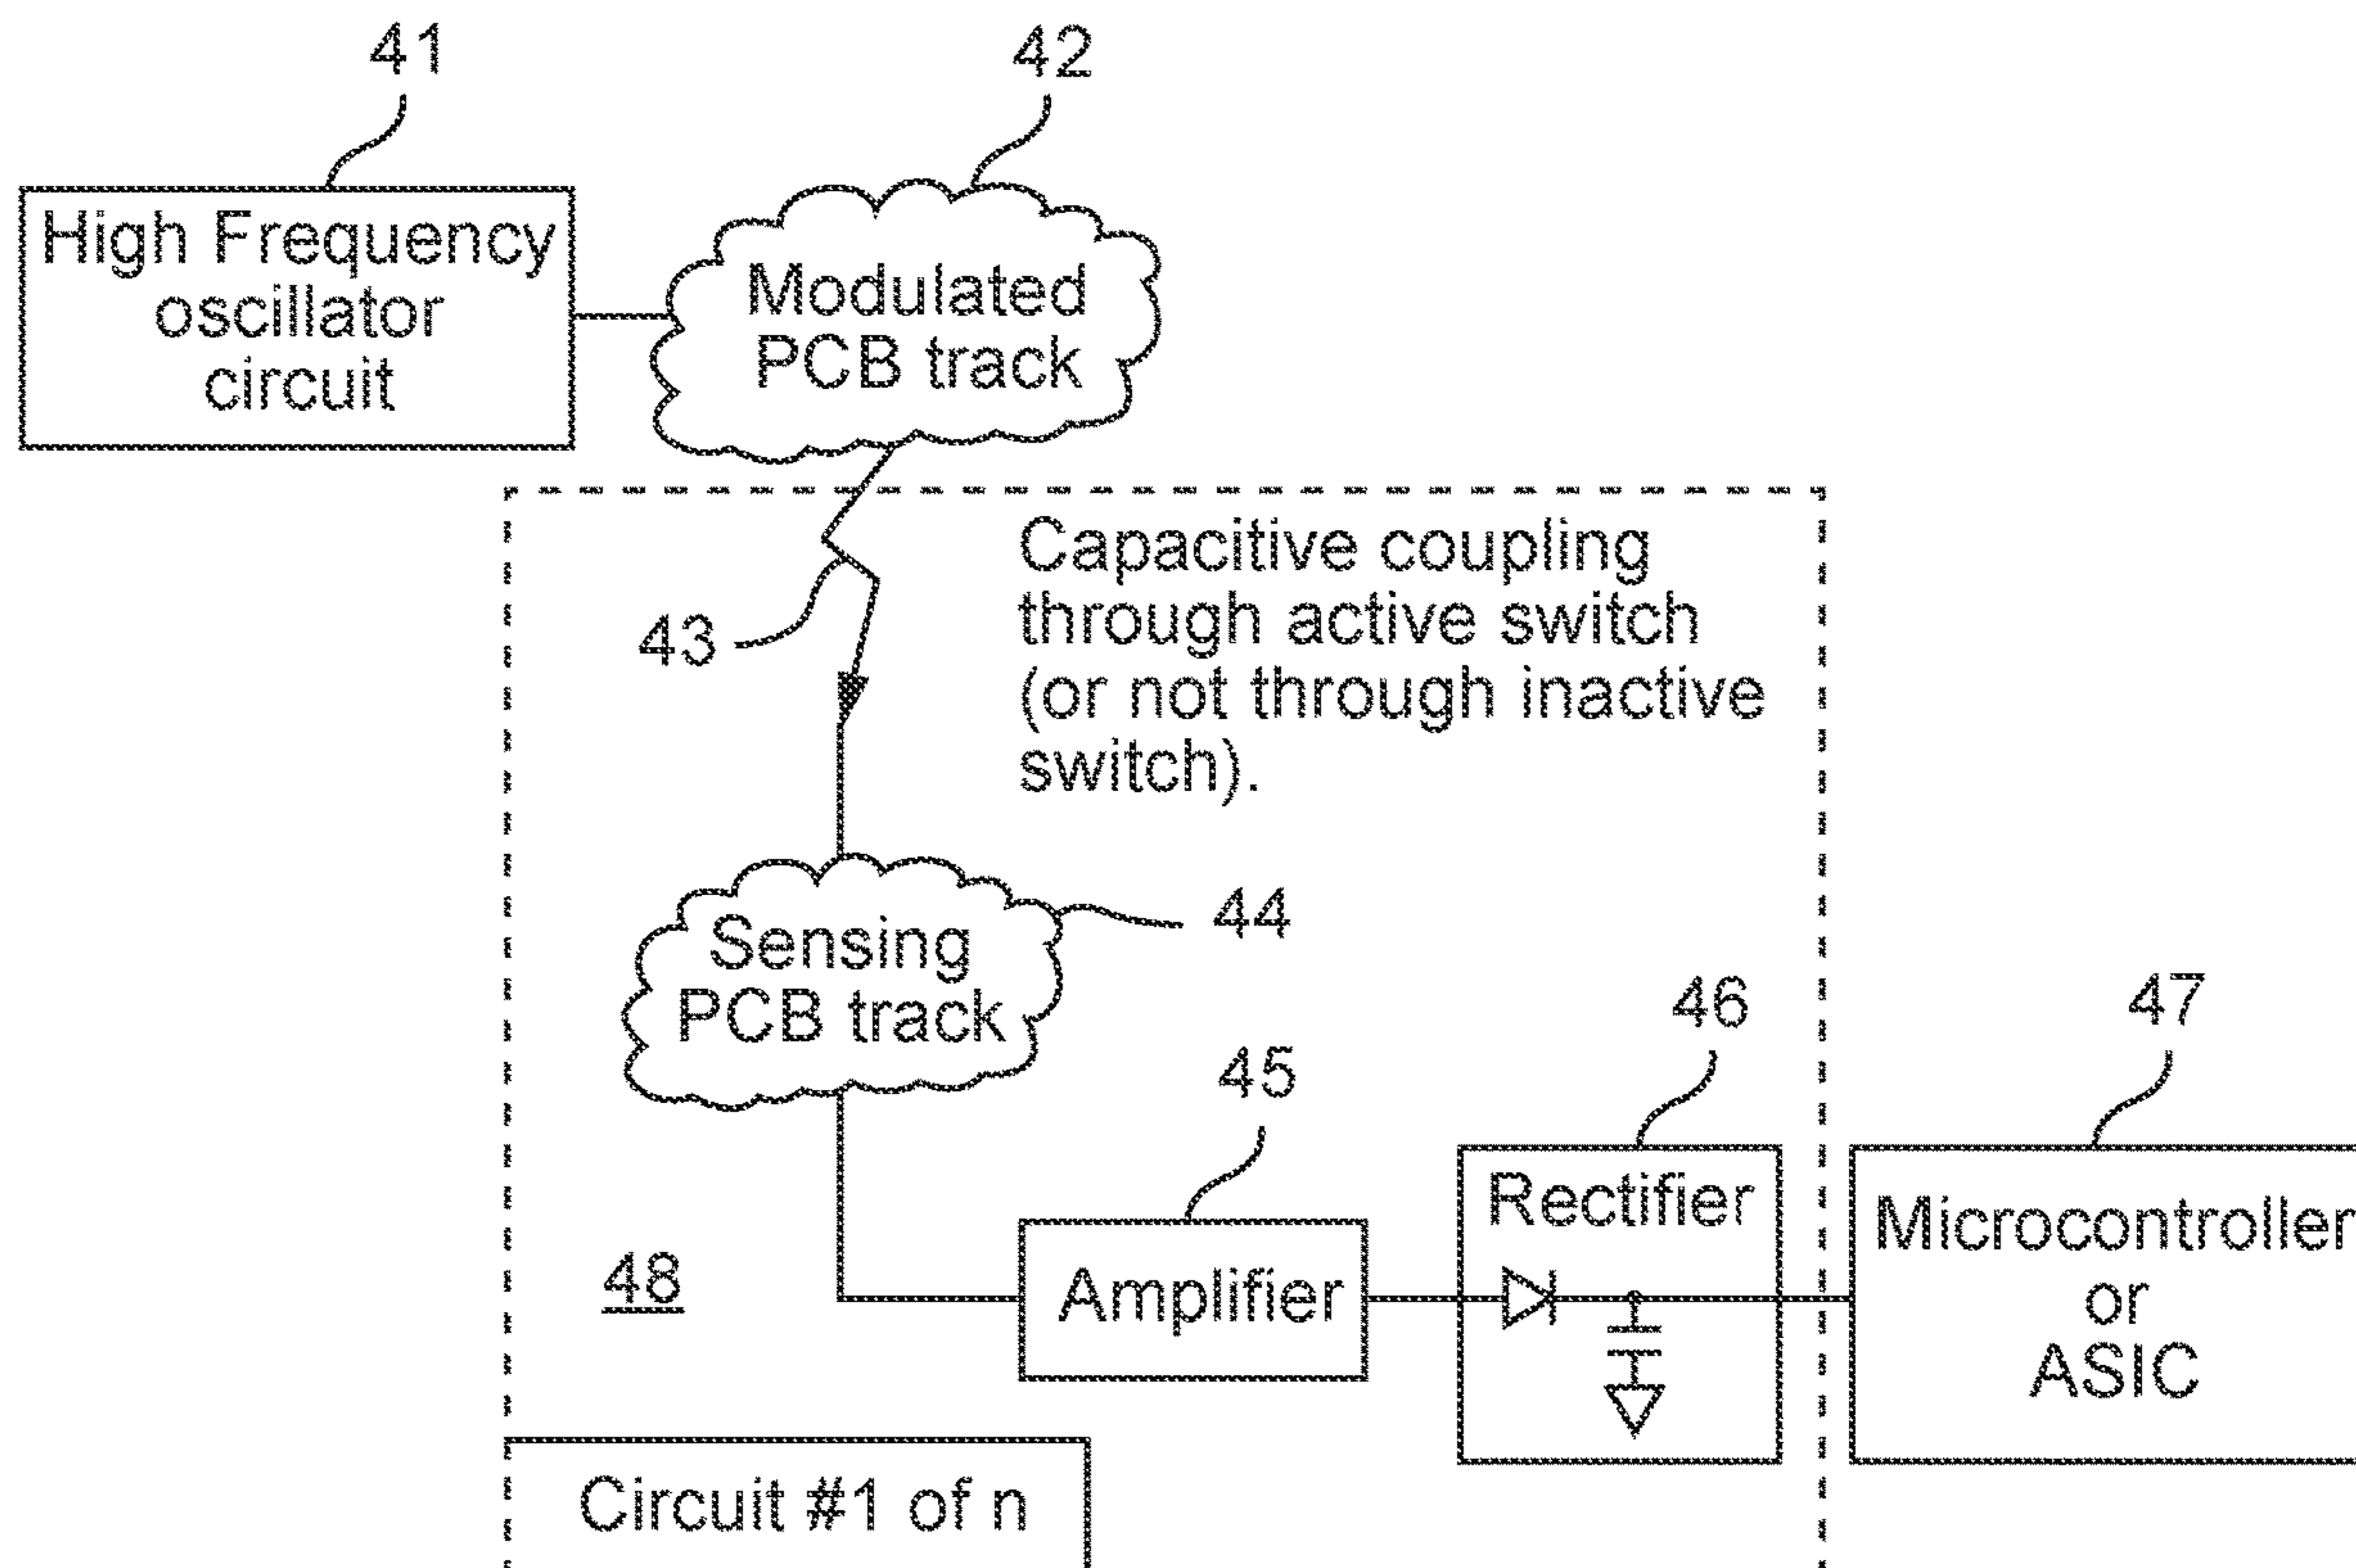 41
42
High Frequency
oscillator
circuit
Modulated
PCB track
Capacitive coupling
through active switch
(or not through inactive
switch).
43
Sensing
PCB track
44
45
46
47
Rectifier
Amplifier
Microcontroller
or
ASIC
48
Circuit #1 of n